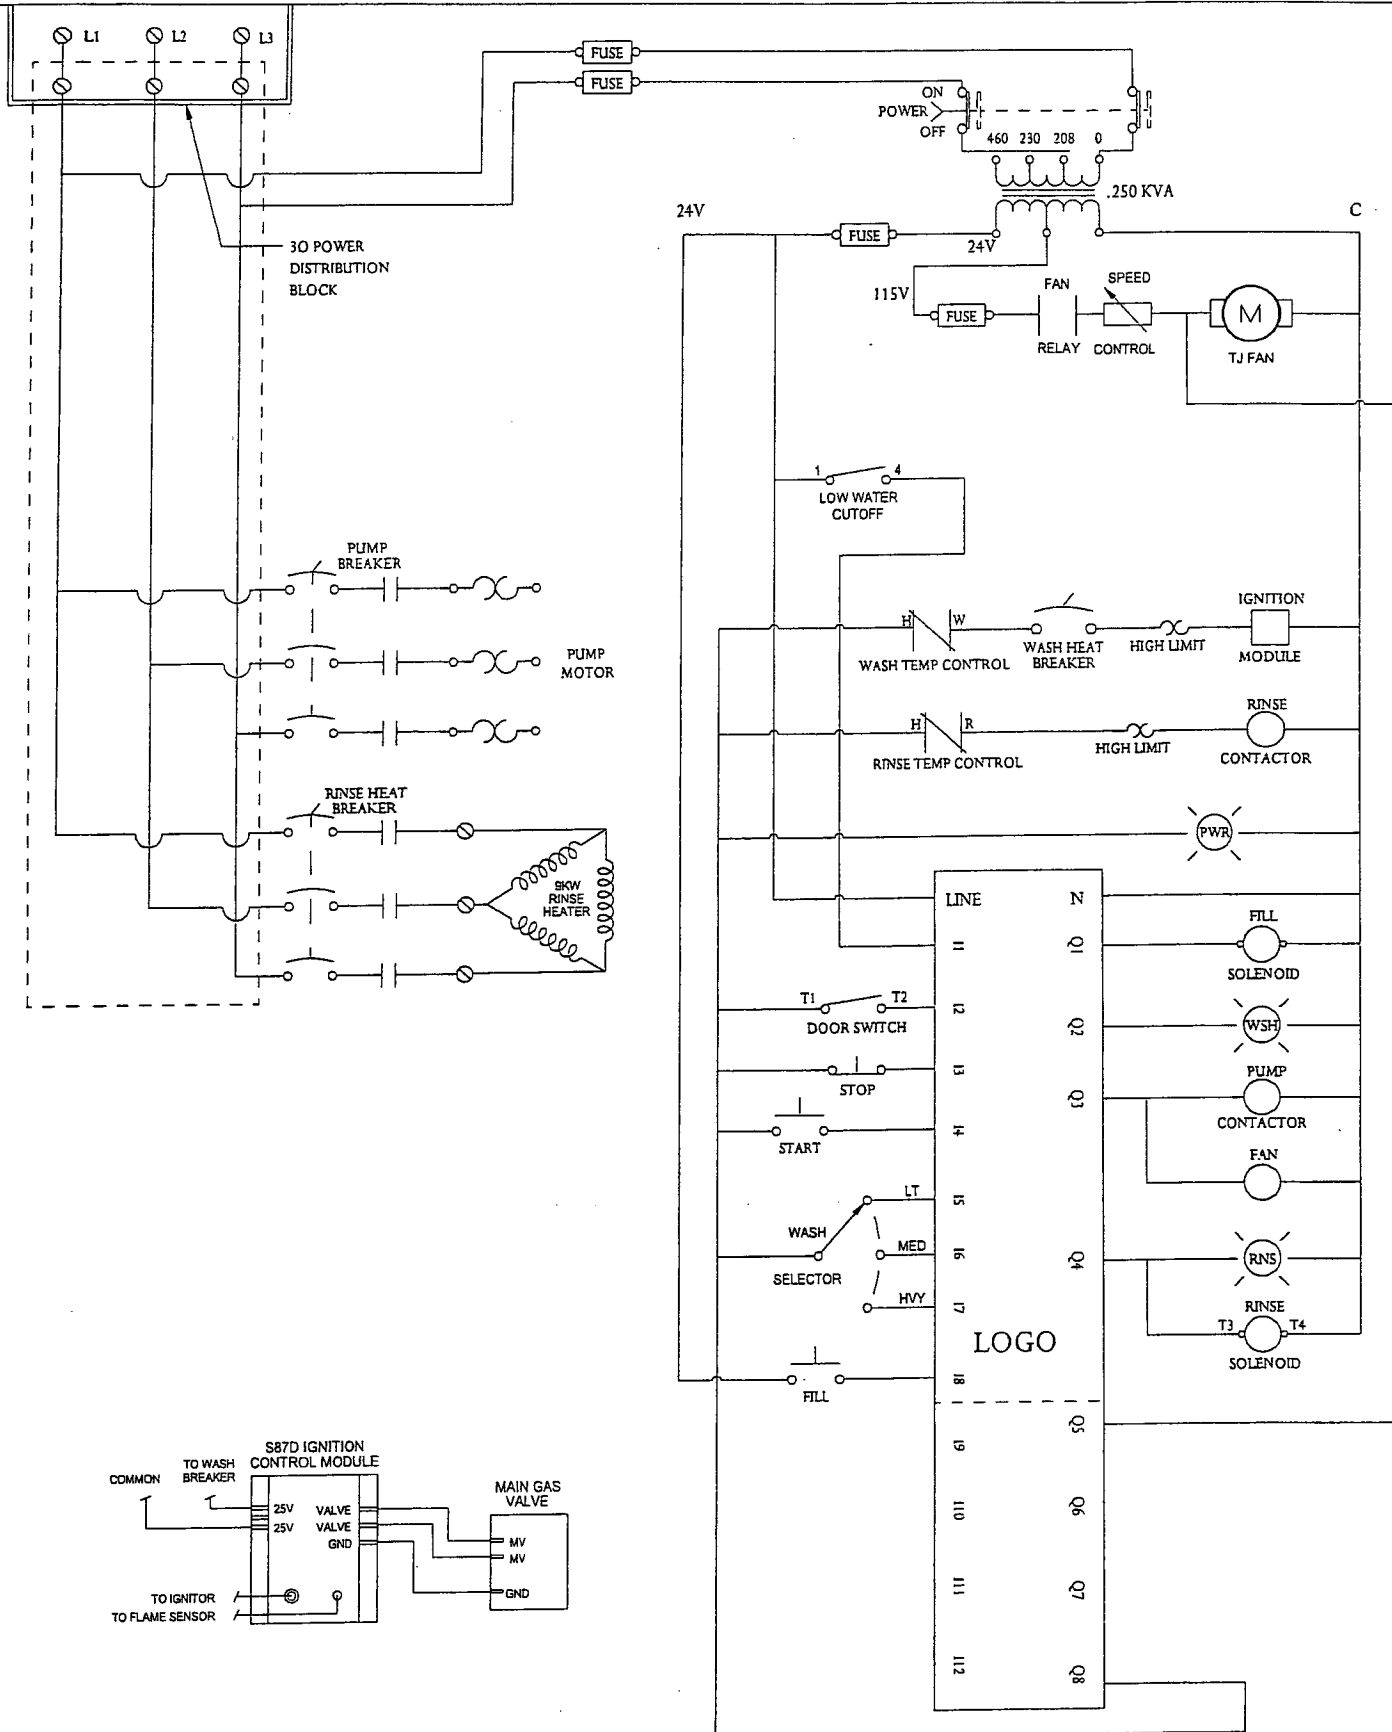 L1
L2
L3
FUSE
FUSE
ON
POWER
OFF
460 230 208 0
.250 KVA
24V
C
FUSE
24V
3O POWER
DISTRIBUTION
BLOCK
115V
FUSE
FAN
RELAY
SPEED
CONTROL
M
TJ FAN
1 4
LOW WATER
CUTOFF
PUMP
BREAKER
PUMP
MOTOR
H W
WASH TEMP CONTROL
WASH HEAT
BREAKER
HIGH LIMIT
IGNITION
MODULE
H R
RINSE TEMP CONTROL
HIGH LIMIT
RINSE
CONTACTOR
RINSE HEAT
BREAKER
9KW
RINSE
HEATER
PWR
LINE
N
I1
Q1
FILL
SOLENOID
T1 T2
DOOR SWITCH
I2
Q2
WSH
STOP
I3
Q3
PUMP
CONTACTOR
START
I4
FAN
LT
I5
WASH
SELECTOR
MED
I6
Q4
RNS
HVY
I7
RINSE
T3 T4
SOLENOID
LOGO
FILL
I8
Q5
I9
I10
Q6
I11
Q7
I12
Q8
S87D IGNITION
CONTROL MODULE
COMMON
TO WASH
BREAKER
25V
25V
VALVE
VALVE
GND
MAIN GAS
VALVE
MV
MV
GND
TO IGNITOR
TO FLAME SENSOR